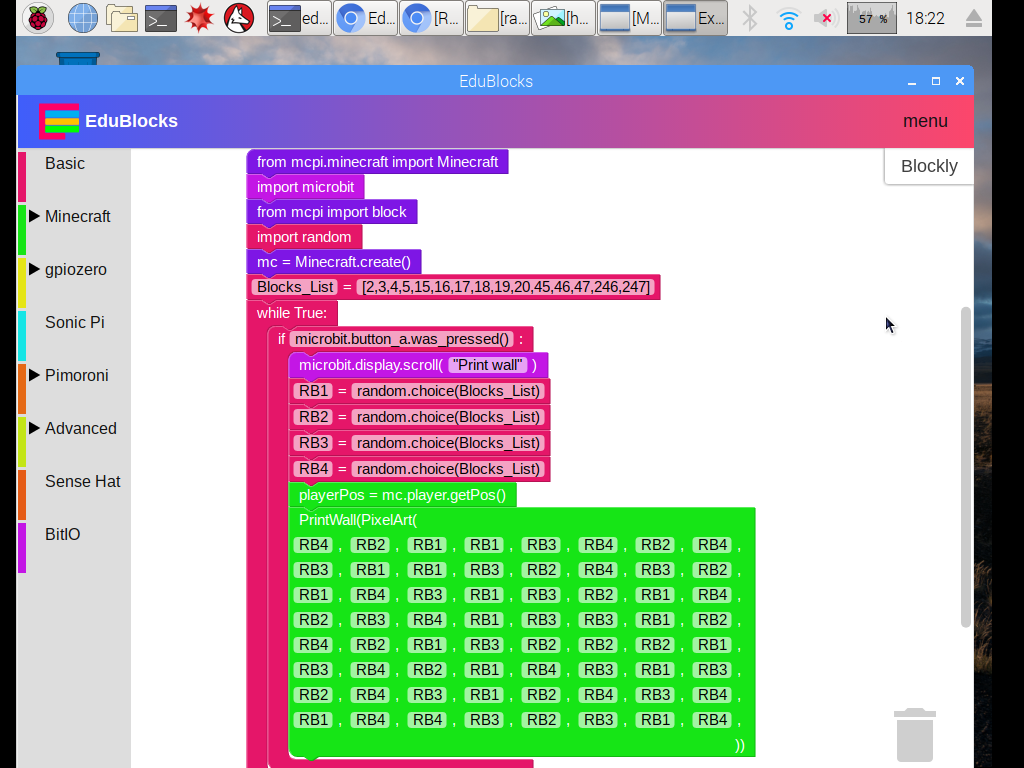 ed... Ed... [R... [ra... [h... [M... Ex... 57 % 18:22
EduBlocks
EduBlocks menu
Blockly
Basic
Minecraft
gpiozero
Sonic Pi
Pimoroni
Advanced
Sense Hat
BitIO
from mcpi.minecraft import Minecraft
import microbit
from mcpi import block
import random
mc = Minecraft.create()
Blocks_List = [2,3,4,5,15,16,17,18,19,20,45,46,47,246,247]
while True:
if microbit.button_a.was_pressed() :
microbit.display.scroll( "Print wall" )
RB1 = random.choice(Blocks_List)
RB2 = random.choice(Blocks_List)
RB3 = random.choice(Blocks_List)
RB4 = random.choice(Blocks_List)
playerPos = mc.player.getPos()
PrintWall(PixelArt(
RB4 , RB2 , RB1 , RB1 , RB3 , RB4 , RB2 , RB4 ,
RB3 , RB1 , RB1 , RB3 , RB2 , RB4 , RB3 , RB2 ,
RB1 , RB4 , RB3 , RB1 , RB3 , RB2 , RB1 , RB4 ,
RB2 , RB3 , RB4 , RB1 , RB3 , RB3 , RB1 , RB2 ,
RB4 , RB2 , RB1 , RB3 , RB2 , RB2 , RB2 , RB1 ,
RB3 , RB4 , RB2 , RB1 , RB4 , RB3 , RB1 , RB3 ,
RB2 , RB4 , RB3 , RB1 , RB2 , RB4 , RB3 , RB4 ,
RB1 , RB4 , RB4 , RB3 , RB2 , RB3 , RB1 , RB4 ,
))